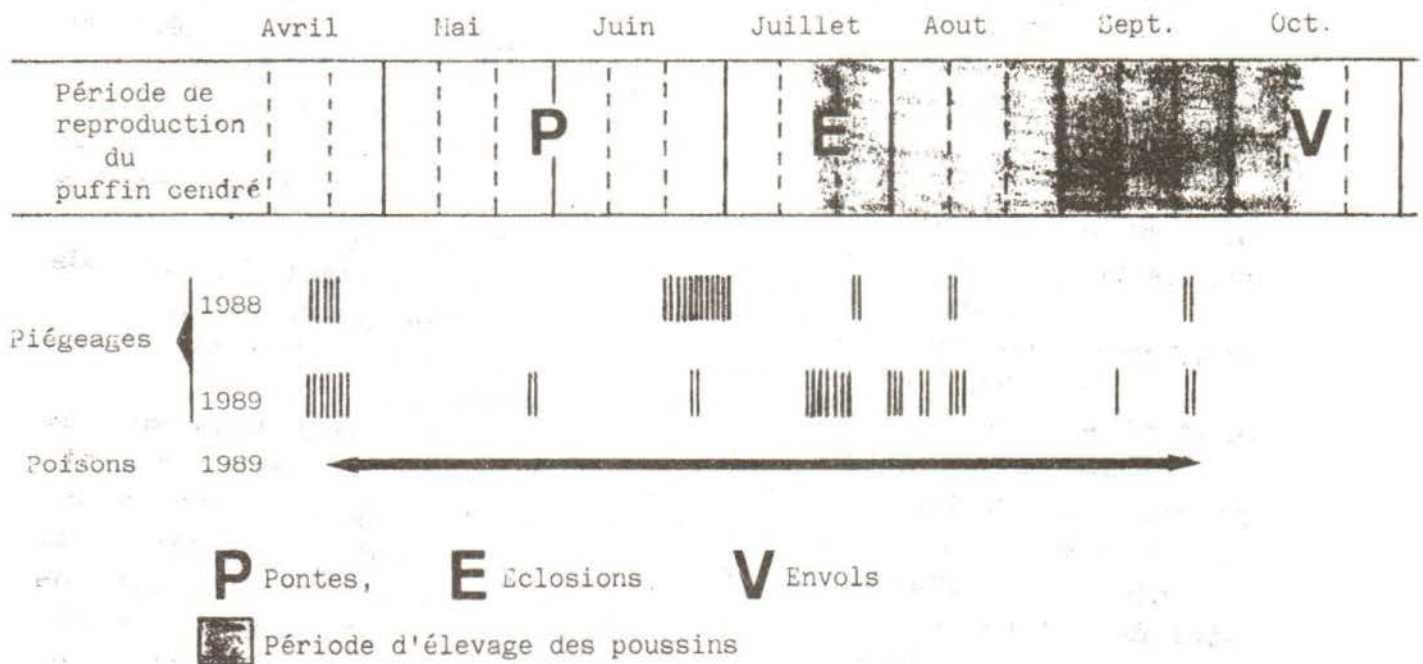 Avril Mai Juin Juillet Aout Sept. Oct.
Période de
reproduction
du
puffin cendré
P E V
1988
Piégeages
1989
Poisons 1989
P Pontes, E Eclosions V Envols
Période d'élevage des poussins